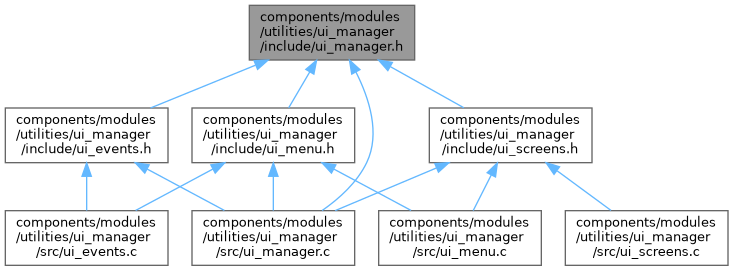 components/modules
/utilities/ui_manager
/include/ui_manager.h
components/modules
/utilities/ui_manager
/include/ui_events.h
components/modules
/utilities/ui_manager
/include/ui_menu.h
components/modules
/utilities/ui_manager
/include/ui_screens.h
components/modules
/utilities/ui_manager
/src/ui_events.c
components/modules
/utilities/ui_manager
/src/ui_manager.c
components/modules
/utilities/ui_manager
/src/ui_menu.c
components/modules
/utilities/ui_manager
/src/ui_screens.c